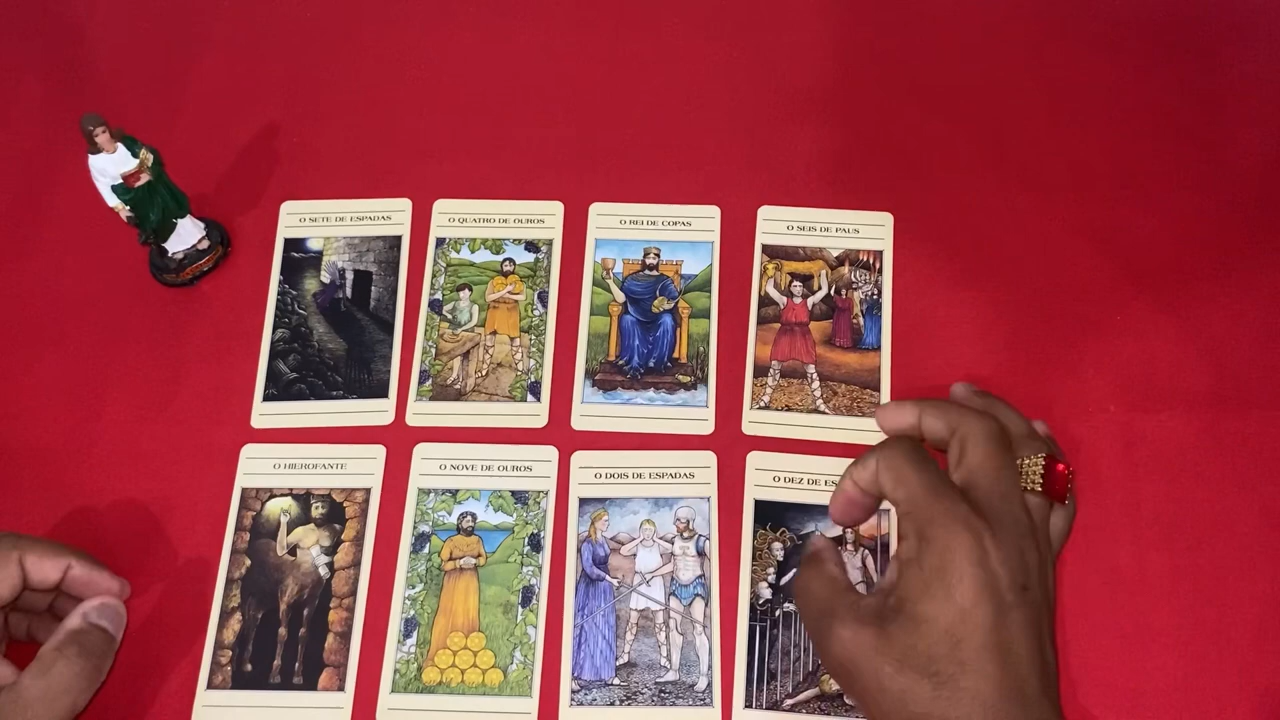 O SETE DE ESPADAS
O QUATRO DE OUROS
O REI DE COPAS
O SEIS DE PAUS
O HIEROFANTE
O NOVE DE OUROS
O DOIS DE ESPADAS
O DEZ DE ES